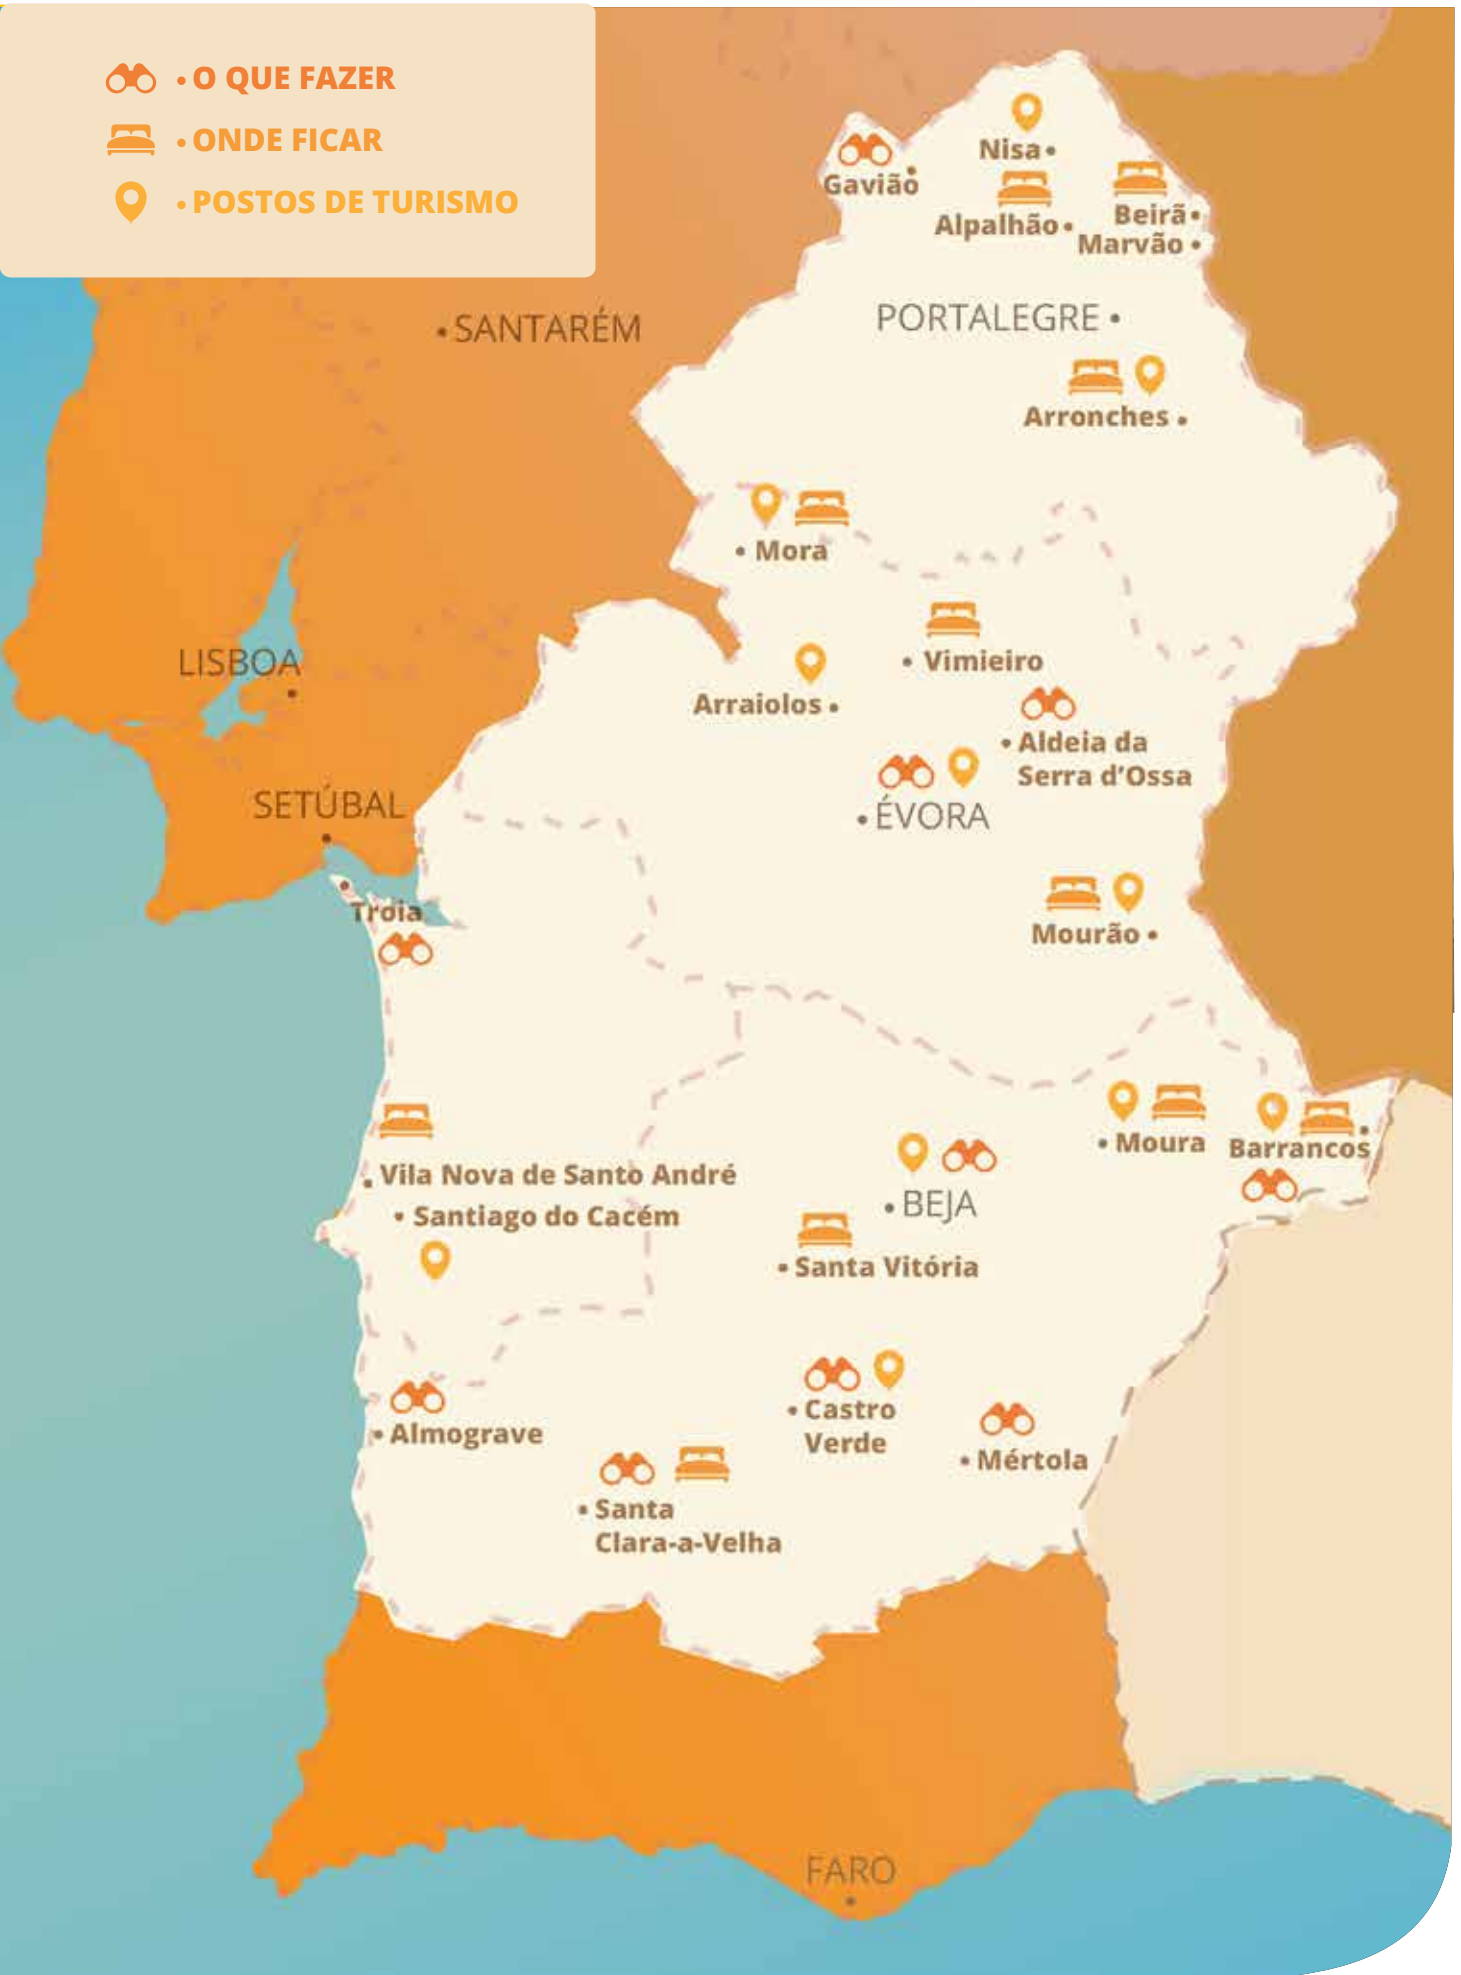 • O QUE FAZER
• ONDE FICAR
• POSTOS DE TURISMO
Nisa •
Gavião
Alpalhão •
Beirã •
Marvão •
PORTALEGRE •
• SANTARÉM
Arronches •
• Mora
• Vimieiro
LISBOA
Arraiolos •
• Aldeia da
Serra d’Ossa
SETÚBAL
• ÉVORA
Troia
Mourão •
• Moura
Barrancos
• Vila Nova de Santo André
• BEJA
• Santiago do Cacém
• Santa Vitória
• Castro
Verde
• Almograve
• Mértola
• Santa
Clara-a-Velha
FARO